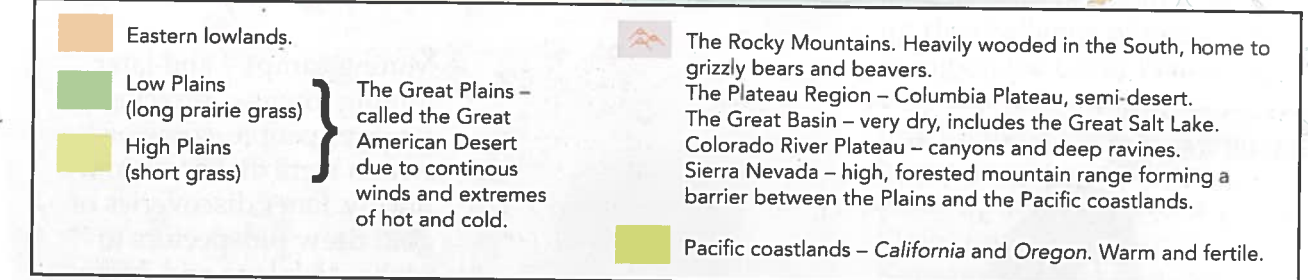 Eastern lowlands.
Low Plains
(long prairie grass)
High Plains
(short grass)
The Great Plains –
called the Great
American Desert
due to continous
winds and extremes
of hot and cold.
The Rocky Mountains. Heavily wooded in the South, home to
grizzly bears and beavers.
The Plateau Region – Columbia Plateau, semi-desert.
The Great Basin – very dry, includes the Great Salt Lake.
Colorado River Plateau – canyons and deep ravines.
Sierra Nevada – high, forested mountain range forming a
barrier between the Plains and the Pacific coastlands.
Pacific coastlands – California and Oregon. Warm and fertile.